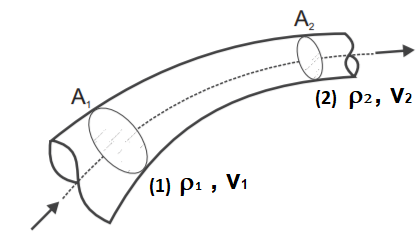 A₂
A₁
(2) ρ₂, V₂
(1) ρ₁ , V₁